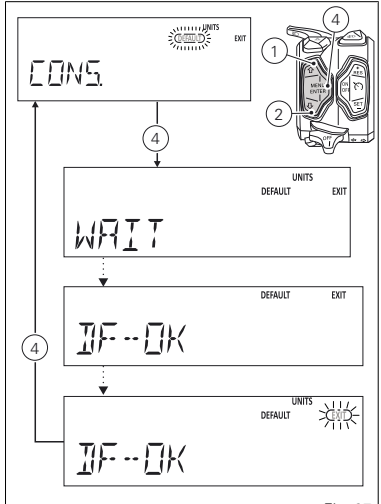 UNITS
DEFAULT EXIT
CONS.
4
1
2
MENU
ENTER
RES
ON
OFF
SET
OFF
4
UNITS
DEFAULT EXIT
WAIT
DEFAULT EXIT
DF--OK
4
UNITS
DEFAULT EXIT
DF--OK